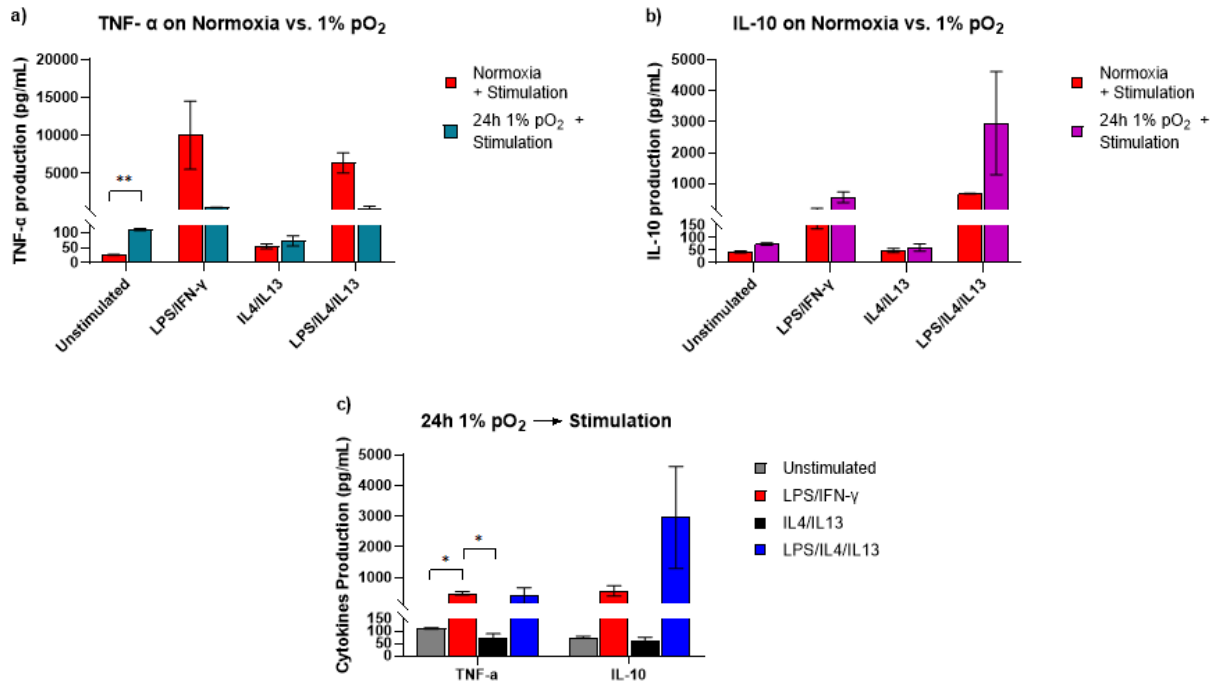 a)
TNF- α on Normoxia vs. 1% pO2
TNF-α production (pg/mL)
20000
15000
10000
5000
100
50
0
**
Unstimulated
LPS/IFN-γ
IL4/IL13
LPS/IL4/IL13
Normoxia
+ Stimulation
24h 1% pO2 +
Stimulation
b)
IL-10 on Normoxia vs. 1% pO2
IL-10 production (pg/mL)
5000
4000
3000
2000
1000
150
100
50
0
Unstimulated
LPS/IFN-γ
IL4/IL13
LPS/IL4/IL13
Normoxia
+ Stimulation
24h 1% pO2 +
Stimulation
c)
24h 1% pO2 → Stimulation
Cytokines Production (pg/mL)
5000
4000
3000
2000
1000
150
100
50
0
*
*
TNF-a
IL-10
Unstimulated
LPS/IFN-γ
IL4/IL13
LPS/IL4/IL13